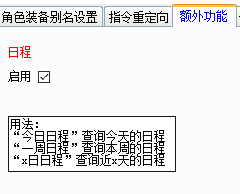 角色装备别名设置 指令重定向 额外功能
日程
启用
用法:
“今日日程”查询今天的日程
“一周日程”查询本周的日程
“x日日程”查询近x天的日程